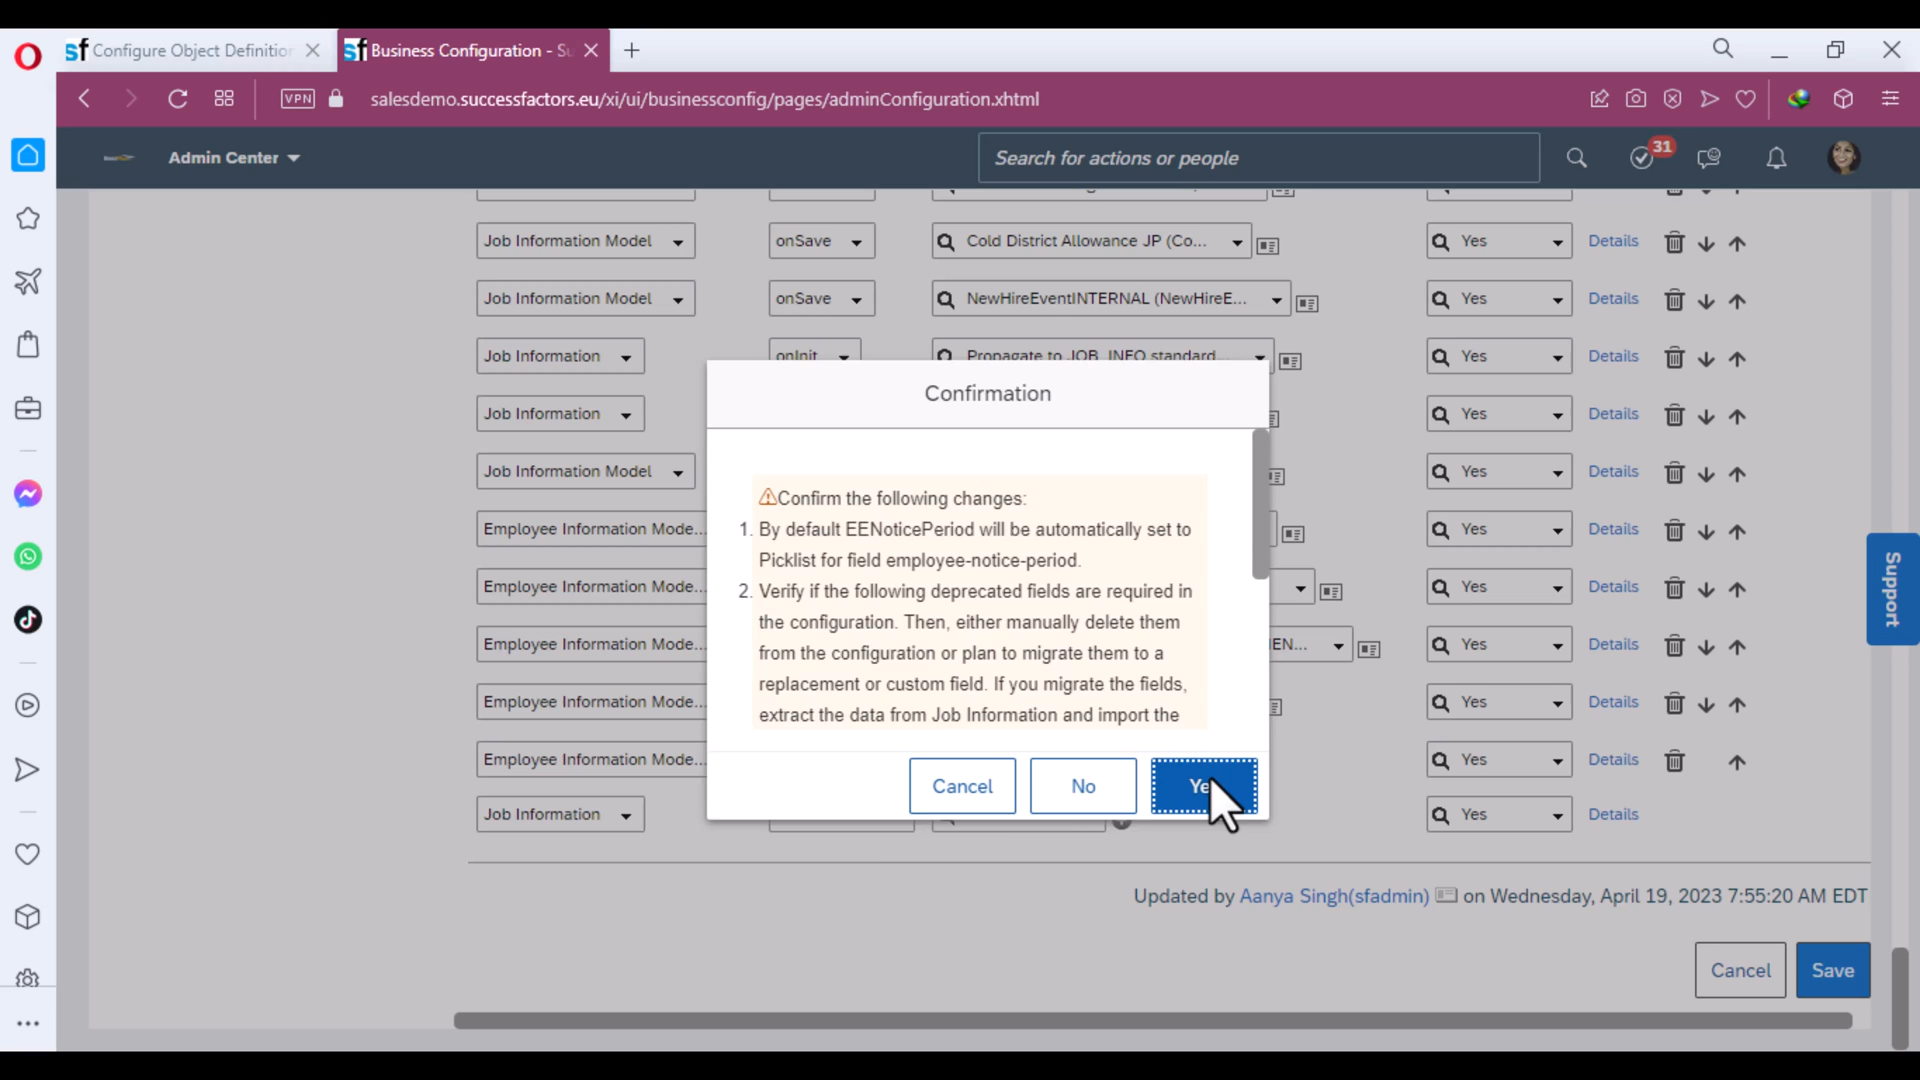 Configure Object Definition
Business Configuration - Su
VPN
salesdemo.successfactors.eu/xi/ui/businessconfig/pages/adminConfiguration.xhtml
Admin Center
Search for actions or people
31
Job Information Model onSave Cold District Allowance JP (Co... Yes Details
Job Information Model onSave NewHireEventINTERNAL (NewHireE... Yes Details
Job Information onInit Propagate to JOB_INFO standard... Yes Details
Job Information Yes Details
Job Information Model Yes Details
Employee Information Mode... Yes Details
Employee Information Mode... Yes Details
Employee Information Mode... IEN... Yes Details
Employee Information Mode... Yes Details
Employee Information Mode... Yes Details
Job Information Yes Details
Confirmation
Confirm the following changes:
1. By default EENoticePeriod will be automatically set to
Picklist for field employee-notice-period.
2. Verify if the following deprecated fields are required in
the configuration. Then, either manually delete them
from the configuration or plan to migrate them to a
replacement or custom field. If you migrate the fields,
extract the data from Job Information and import the
Cancel No Ye
Support
Updated by Aanya Singh(sfadmin) on Wednesday, April 19, 2023 7:55:20 AM EDT
Cancel Save